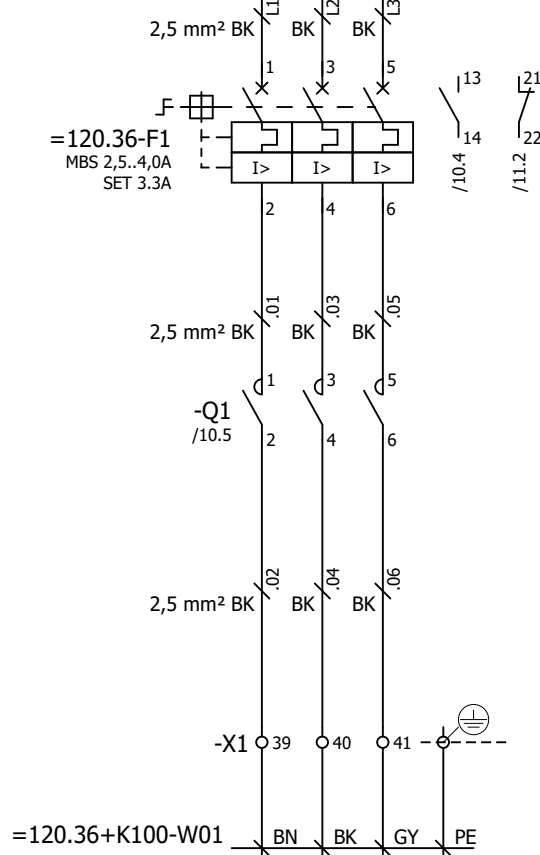 L1 L2 L3
2,5 mm² BK BK BK
1 3 5 13 21
=120.36-F1
MBS 2,5..4,0A
SET 3.3A
I> I> I>
14 22
/10.4 /11.2
2 4 6
.01 .03 .05
2,5 mm² BK BK BK
1 3 5
-Q1
/10.5
2 4 6
.02 .04 .06
2,5 mm² BK BK BK
-X1 39 40 41
=120.36+K100-W01 BN BK GY PE